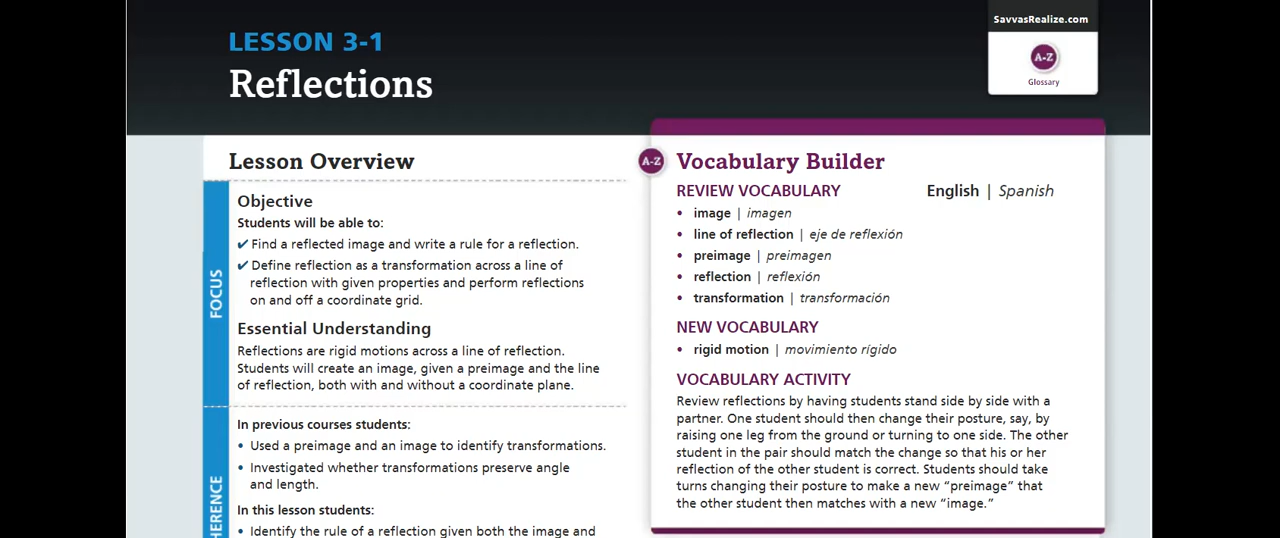 SavvasRealize.com
LESSON 3-1
Reflections
A-Z
Glossary
Lesson Overview
FOCUS
Objective
Students will be able to:
✔ Find a reflected image and write a rule for a reflection.
✔ Define reflection as a transformation across a line of
reflection with given properties and perform reflections
on and off a coordinate grid.
Essential Understanding
Reflections are rigid motions across a line of reflection.
Students will create an image, given a preimage and the line
of reflection, both with and without a coordinate plane.
In previous courses students:
• Used a preimage and an image to identify transformations.
• Investigated whether transformations preserve angle
and length.
In this lesson students:
• Identify the rule of a reflection given both the image and
A-Z
Vocabulary Builder
REVIEW VOCABULARY English | Spanish
• image | imagen
• line of reflection | eje de reflexión
• preimage | preimagen
• reflection | reflexión
• transformation | transformación
NEW VOCABULARY
• rigid motion | movimiento rígido
VOCABULARY ACTIVITY
Review reflections by having students stand side by side with a
partner. One student should then change their posture, say, by
raising one leg from the ground or turning to one side. The other
student in the pair should match the change so that his or her
reflection of the other student is correct. Students should take
turns changing their posture to make a new “preimage” that
the other student then matches with a new “image.”